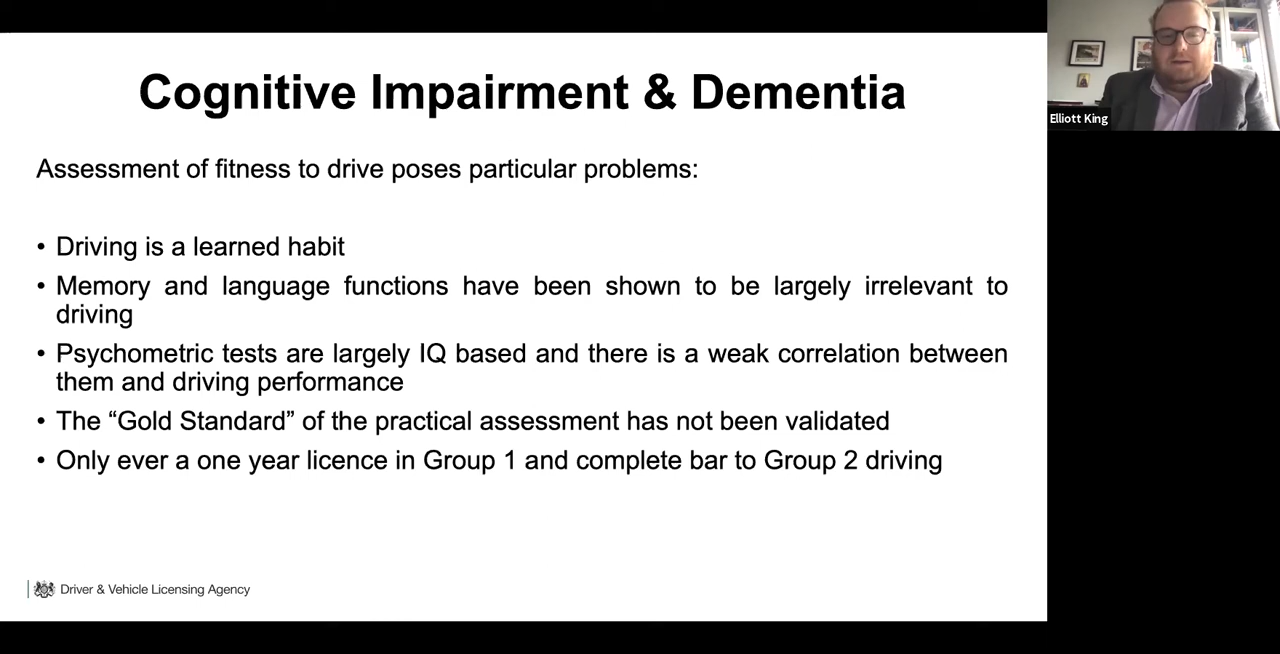 Cognitive Impairment & Dementia
Elliott King
Assessment of fitness to drive poses particular problems:
• Driving is a learned habit
• Memory and language functions have been shown to be largely irrelevant to
driving
• Psychometric tests are largely IQ based and there is a weak correlation between
them and driving performance
• The “Gold Standard” of the practical assessment has not been validated
• Only ever a one year licence in Group 1 and complete bar to Group 2 driving
Driver & Vehicle Licensing Agency